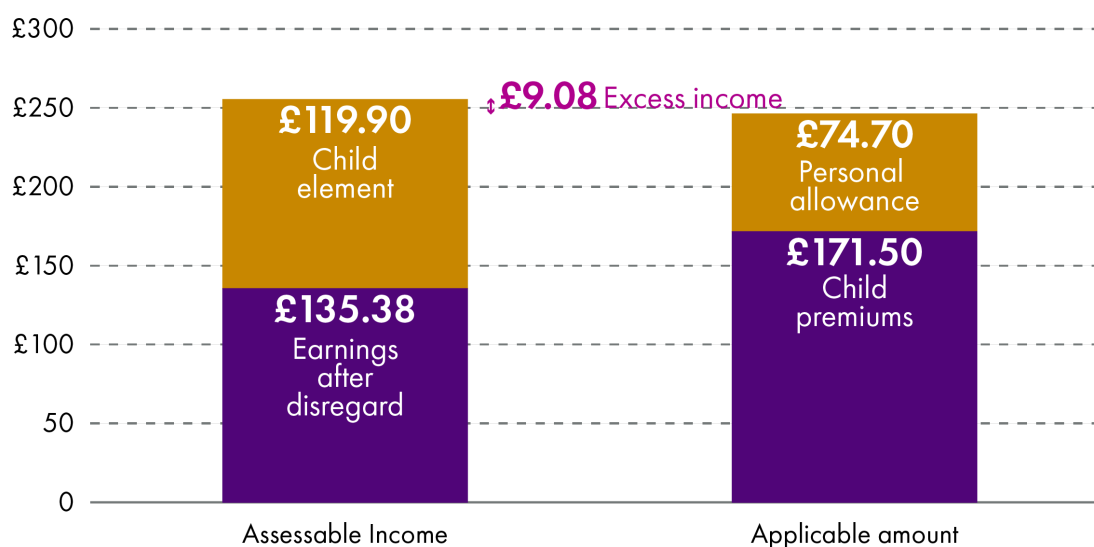 £300
£250
£200
£150
£100
50
0
£119.90
Child
element
£135.38
Earnings
after
disregard
£9.08 Excess income
£74.70
Personal
allowance
£171.50
Child
premiums
Assessable Income
Applicable amount